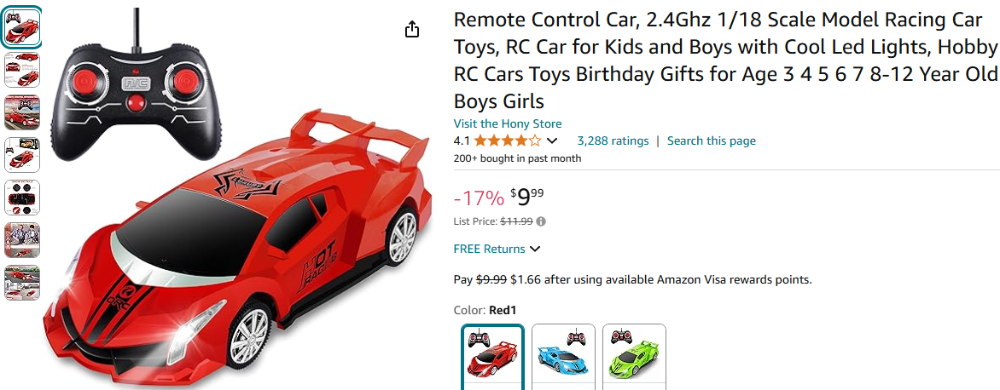 Remote Control Car, 2.4Ghz 1/18 Scale Model Racing Car
Toys, RC Car for Kids and Boys with Cool Led Lights, Hobby
RC Cars Toys Birthday Gifts for Age 3 4 5 6 7 8-12 Year Old
Boys Girls
Visit the Hony Store
4.1
3,288 ratings | Search this page
200+ bought in past month
-17% $9.99
List Price: $11.99
FREE Returns
Pay $9.99 $1.66 after using available Amazon Visa rewards points.
Color: Red1
R/C
HOT
RACING